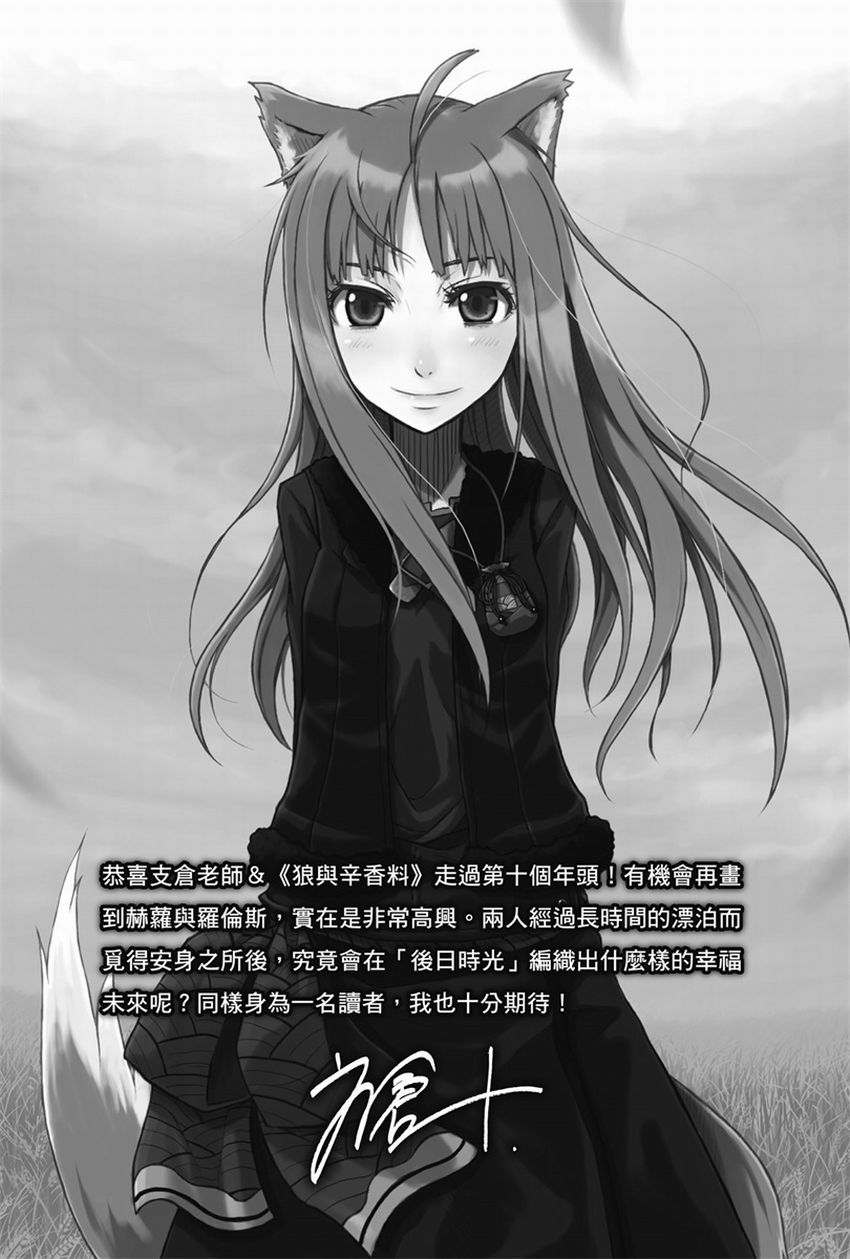 恭喜支倉老師＆《狼與辛香料》走過第十個年頭！有機會再畫
到赫蘿與羅倫斯，實在是非常高興。兩人經過長時間的漂泊而
覓得安身之所後，究竟會在「後日時光」編織出什麼樣的幸福
未來呢？同樣身為一名讀者，我也十分期待！
文倉十